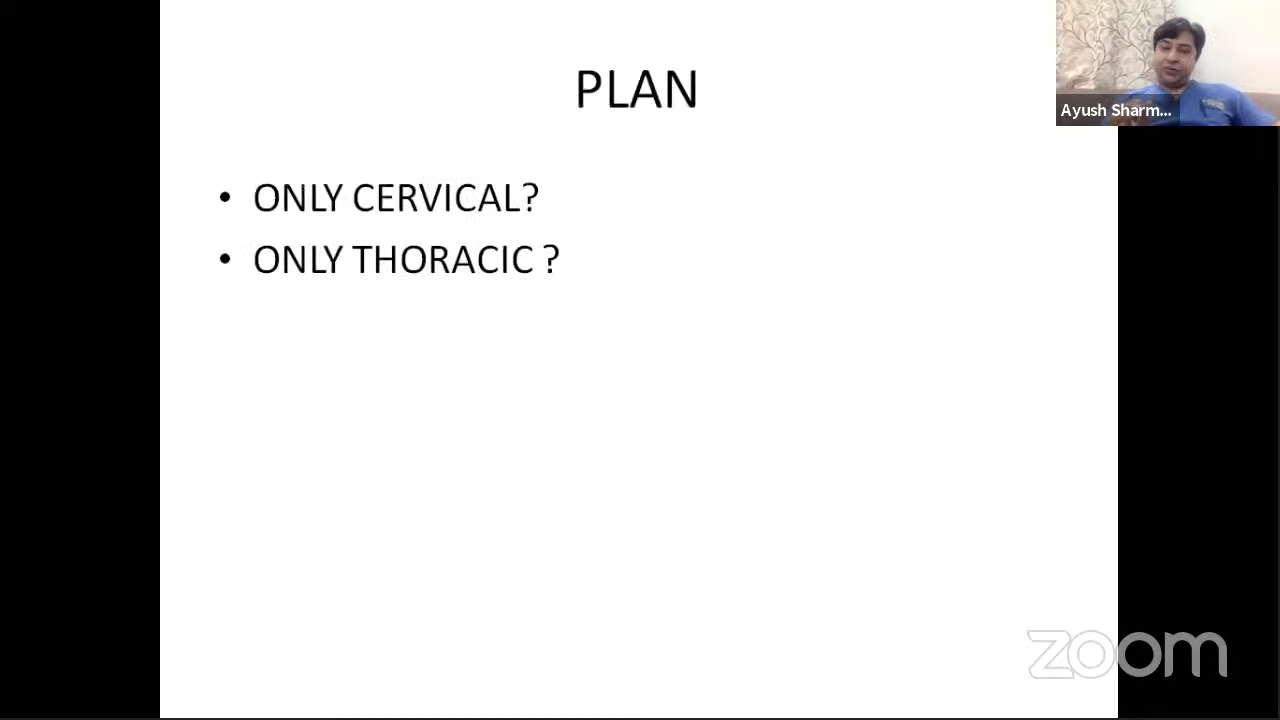 PLAN
Ayush Sharm...
• ONLY CERVICAL?
• ONLY THORACIC ?
zoom